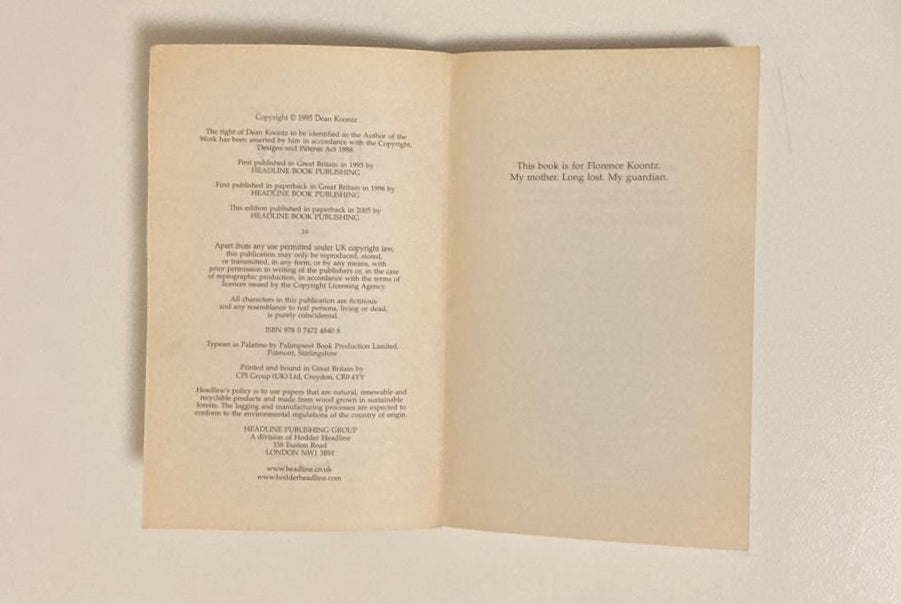 Copyright © 1995 Dean Koontz
The right of Dean Koontz to be identified as the Author of the
Work has been asserted by him in accordance with the Copyright,
Designs and Patents Act 1988.
First published in Great Britain in 1995 by
HEADLINE BOOK PUBLISHING
First published in paperback in Great Britain in 1996 by
HEADLINE BOOK PUBLISHING
This edition published in paperback in 2005 by
HEADLINE BOOK PUBLISHING
16
Apart from any use permitted under UK copyright law,
this publication may only be reproduced, stored,
or transmitted, in any form, or by any means, with
prior permission in writing of the publishers or, in the case
of reprographic production, in accordance with the terms of
licences issued by the Copyright Licensing Agency.
All characters in this publication are fictitious
and any resemblance to real persons, living or dead,
is purely coincidental.
ISBN 978 0 7472 4840 8
Typeset in Palatino by Palimpsest Book Production Limited,
Polmont, Stirlingshire
Printed and bound in Great Britain by
CPI Group (UK) Ltd, Croydon, CR0 4YY
Headline's policy is to use papers that are natural, renewable and
recyclable products and made from wood grown in sustainable
forests. The logging and manufacturing processes are expected to
conform to the environmental regulations of the country of origin.
HEADLINE PUBLISHING GROUP
A division of Hodder Headline
338 Euston Road
LONDON NW1 3BH
www.headline.co.uk
www.hodderheadline.com
This book is for Florence Koontz.
My mother. Long lost. My guardian.